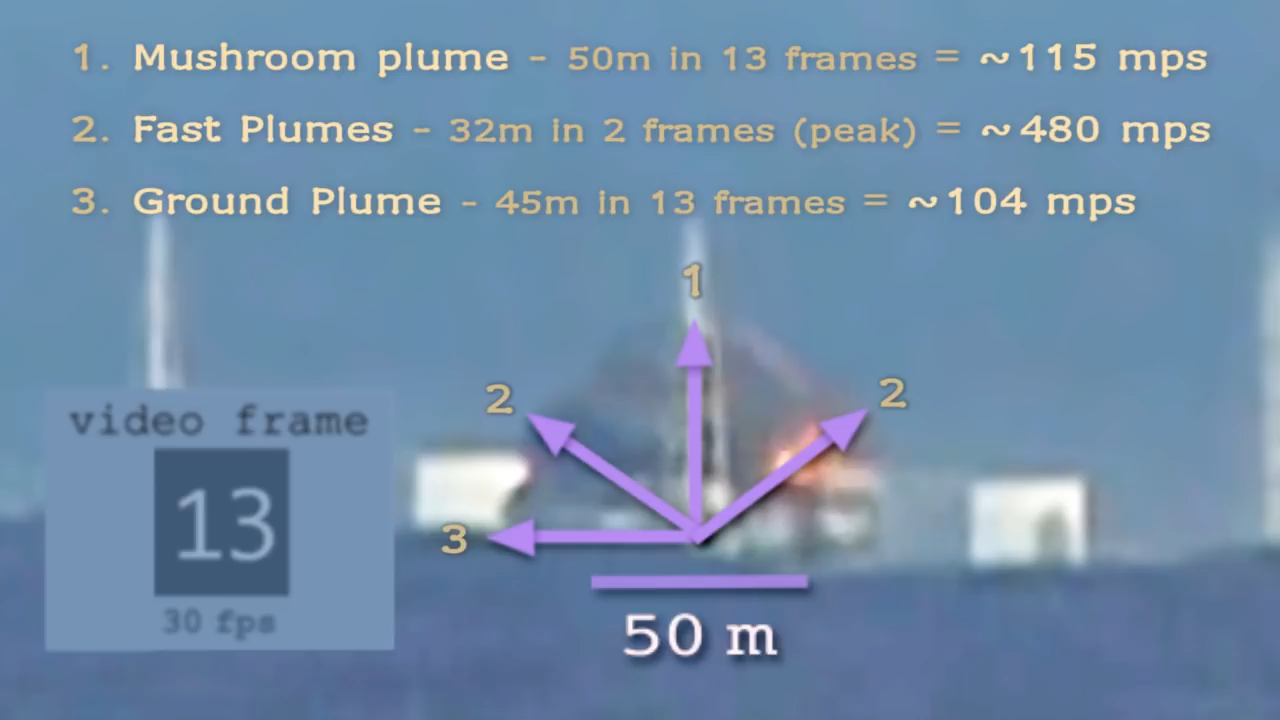 1. Mushroom plume - 50m in 13 frames = ~115 mps
2. Fast Plumes - 32m in 2 frames (peak) = ~480 mps
3. Ground Plume - 45m in 13 frames = ~104 mps
1
2
2
video frame
13
3
30 fps
50 m